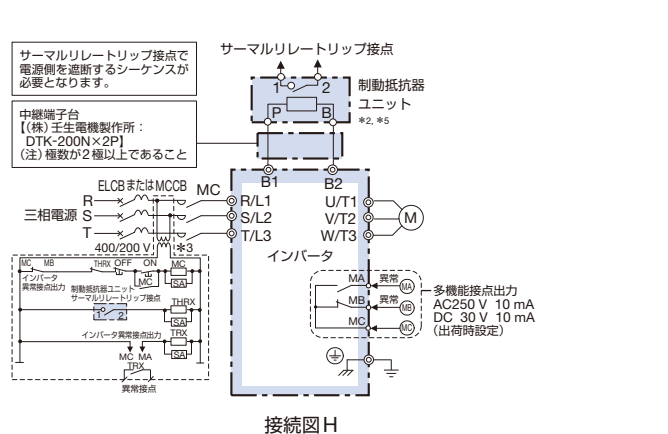 サーマルリレートリップ接点で
電源側を遮断するシーケンスが
必要となります。
サーマルリレートリップ接点
1 2
P B
制動抵抗器
ユニット
*2, *5
中継端子台
【(株)壬生電機製作所:
DTK-200N×2P】
(注)極数が2極以上であること
B1 B2
ELCBまたはMCCB MC
三相電源
R
S
T
R/L1
S/L2
T/L3
U/T1
V/T2
W/T3
M
インバータ
400/200 V *3
MC MB THRX OFF ON MC
MC
SA
インバータ
異常接点出力
制動抵抗器ユニット
サーマルリレートリップ接点
1 2
THRX
SA
インバータ異常接点出力
TRX
SA
MC MA
TRX
異常接点
MA 異常 MA
MB 異常 MB
MC MC
多機能接点出力
AC250 V 10 mA
DC 30 V 10 mA
(出荷時設定)
接続図H